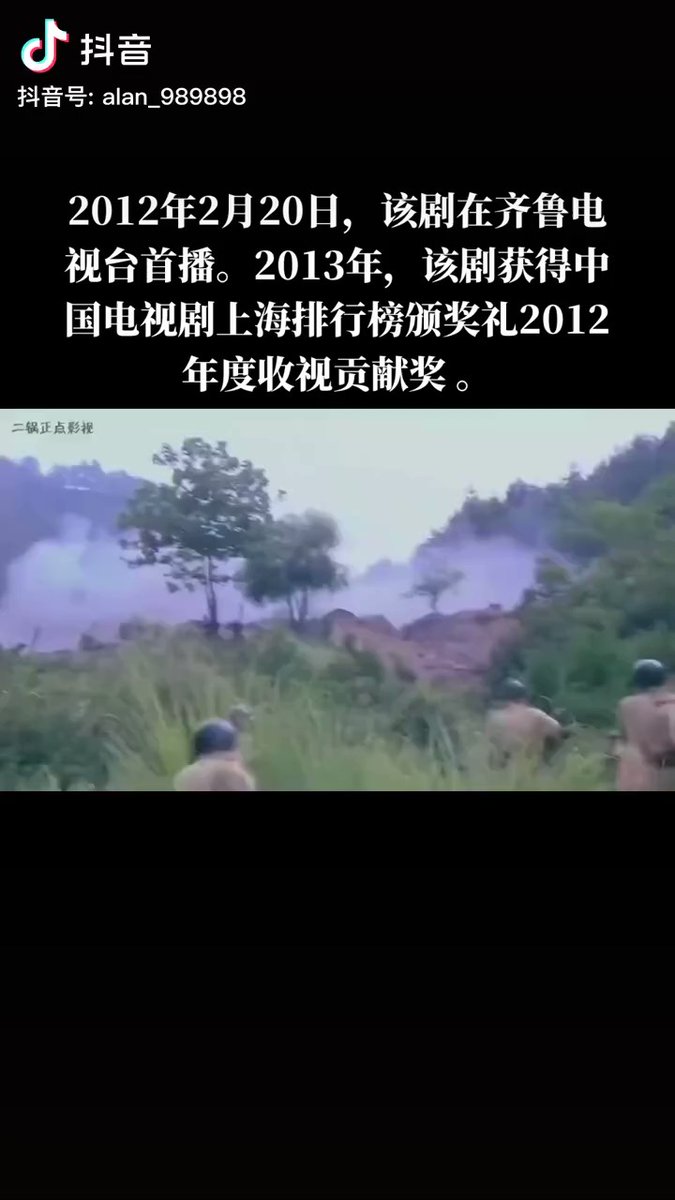 抖音
抖音号: alan_989898
2012年2月20日，该剧在齐鲁电
视台首播。2013年，该剧获得中
国电视剧上海排行榜颁奖礼2012
年度收视贡献奖 。
二锅正点影视